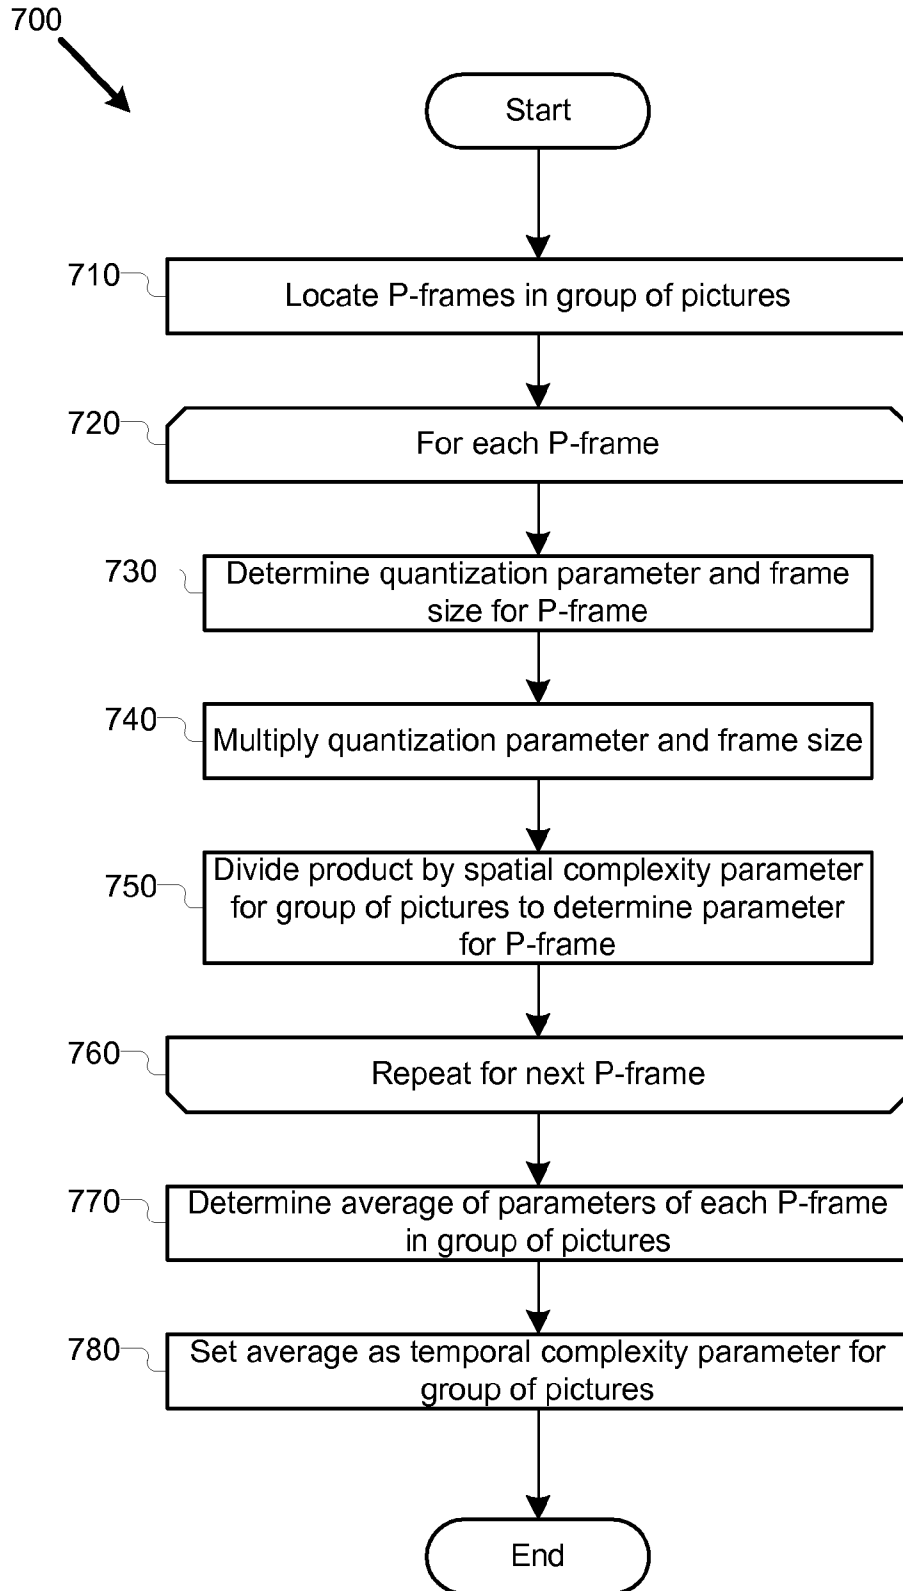 700
Start
710
Locate P-frames in group of pictures
720
For each P-frame
730
Determine quantization parameter and frame
size for P-frame
740
Multiply quantization parameter and frame size
750
Divide product by spatial complexity parameter
for group of pictures to determine parameter
for P-frame
760
Repeat for next P-frame
770
Determine average of parameters of each P-frame
in group of pictures
780
Set average as temporal complexity parameter for
group of pictures
End